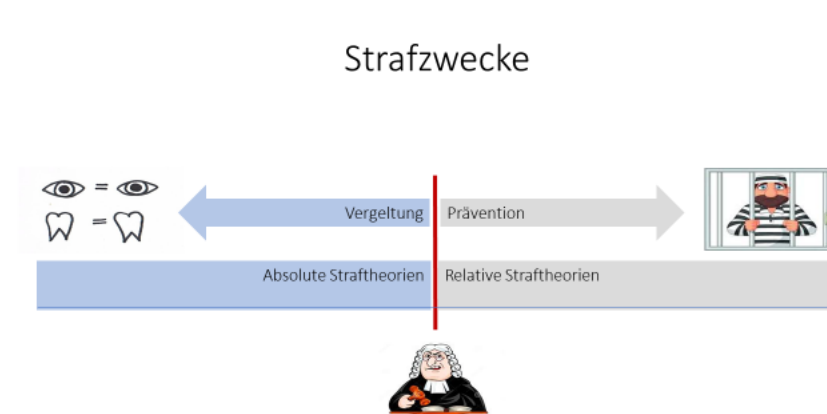 Strafzwecke
=
=
Vergeltung
Prävention
Absolute Straftheorien
Relative Straftheorien